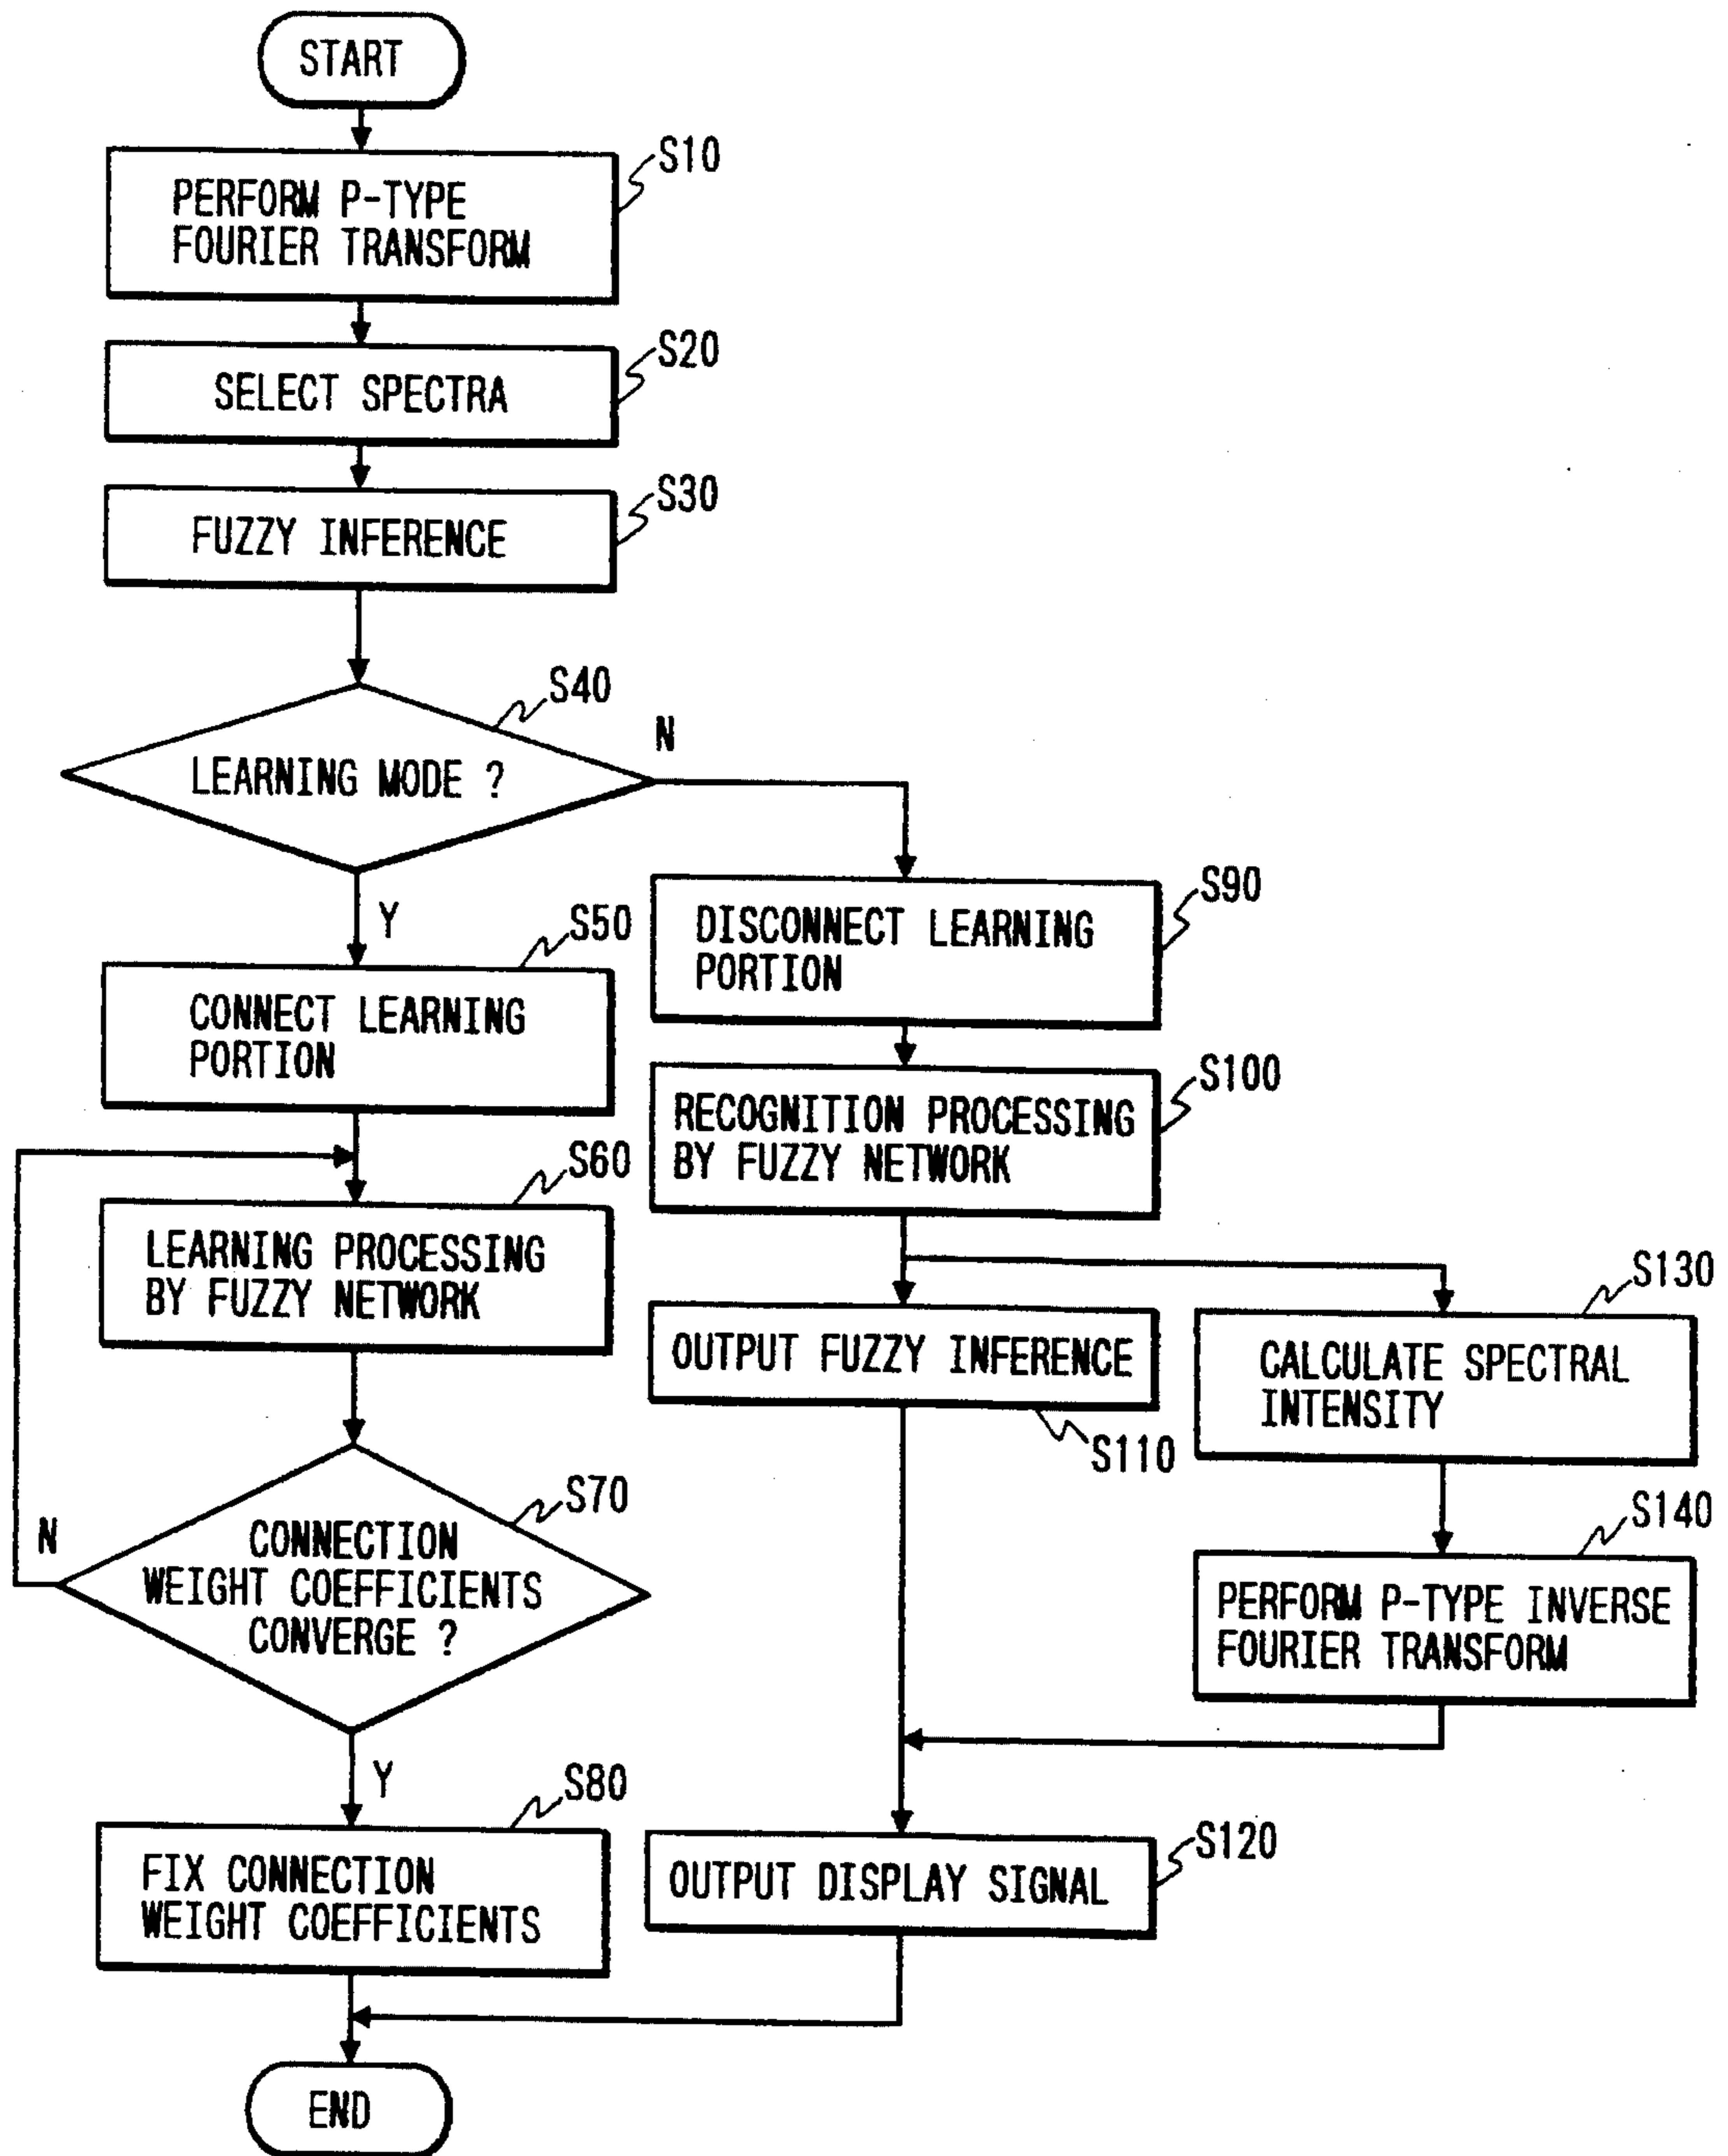 START
S10
PERFORM P-TYPE
FOURIER TRANSFORM
S20
SELECT SPECTRA
S30
FUZZY INFERENCE
S40
LEARNING MODE ?
N
Y
S50
CONNECT LEARNING
PORTION
S60
LEARNING PROCESSING
BY FUZZY NETWORK
S70
CONNECTION
WEIGHT COEFFICIENTS
CONVERGE ?
N
Y
S80
FIX CONNECTION
WEIGHT COEFFICIENTS
S90
DISCONNECT LEARNING
PORTION
S100
RECOGNITION PROCESSING
BY FUZZY NETWORK
OUTPUT FUZZY INFERENCE
S110
S130
CALCULATE SPECTRAL
INTENSITY
S140
PERFORM P-TYPE INVERSE
FOURIER TRANSFORM
S120
OUTPUT DISPLAY SIGNAL
END